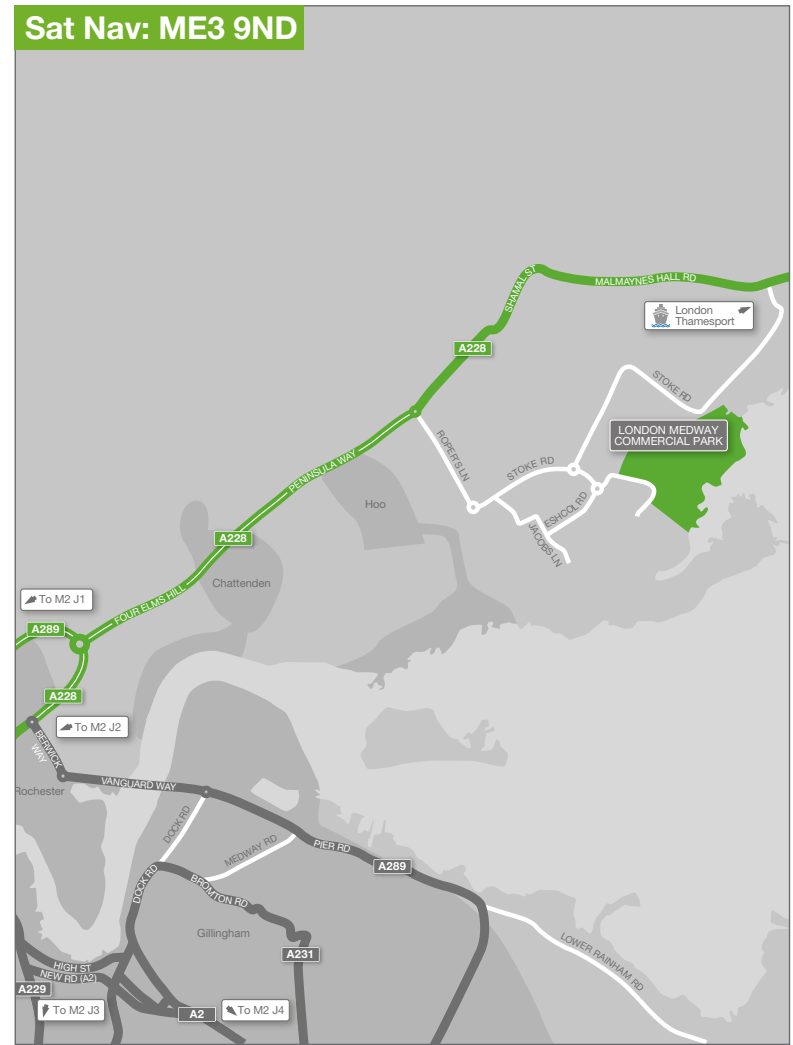 Sat Nav: ME3 9ND
SHAMAL ST
MALMAYNES HALL RD
London
Thamesport
A228
STOKE RD
LONDON MEDWAY
COMMERCIAL PARK
ROPER'S LN
STOKE RD
PENINSULA WAY
ESHCOL RD
JACOBS LN
Hoo
A228
Chattenden
FOUR ELMS HILL
To M2 J1
A289
A228
To M2 J2
BERWICK
WAY
VANGUARD WAY
Rochester
DOCK RD
MEDWAY RD
PIER RD
A289
DOCK RD
BROMTON RD
Gillingham
A231
LOWER RAINHAM RD
HIGH ST
NEW RD (A2)
A229
To M2 J3
A2
To M2 J4